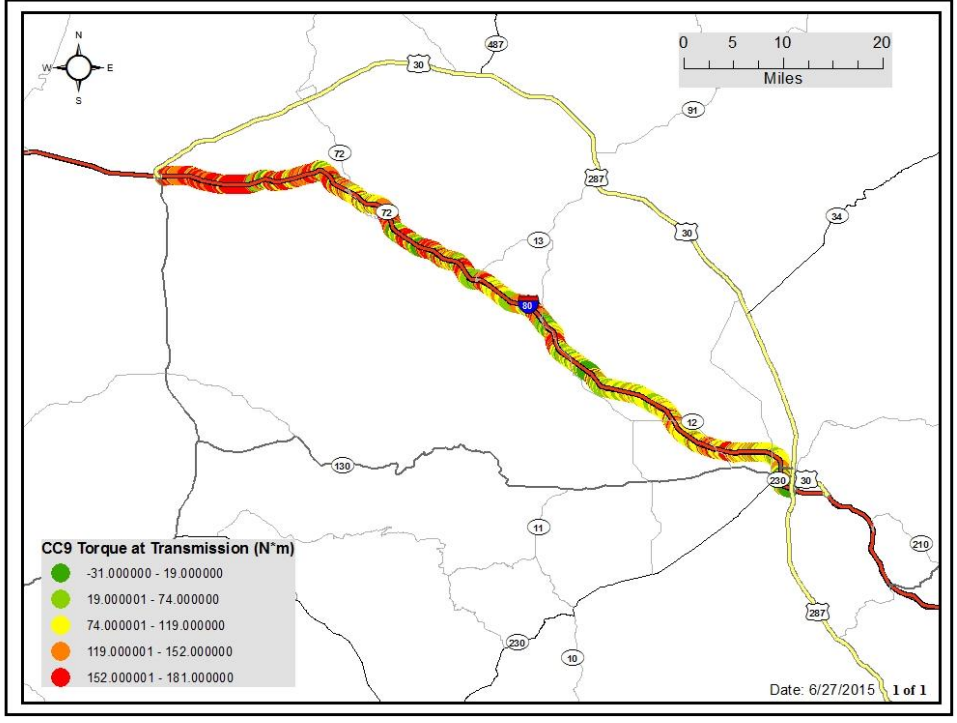 N
W E
S
0 5 10 20
Miles
487
30
91
72
287
72
34
13
30
80
12
130
230
30
11
210
287
230
10
CC9 Torque at Transmission (N*m)
-31.000000 - 19.000000
19.000001 - 74.000000
74.000001 - 119.000000
119.000001 - 152.000000
152.000001 - 181.000000
Date: 6/27/2015 1 of 1